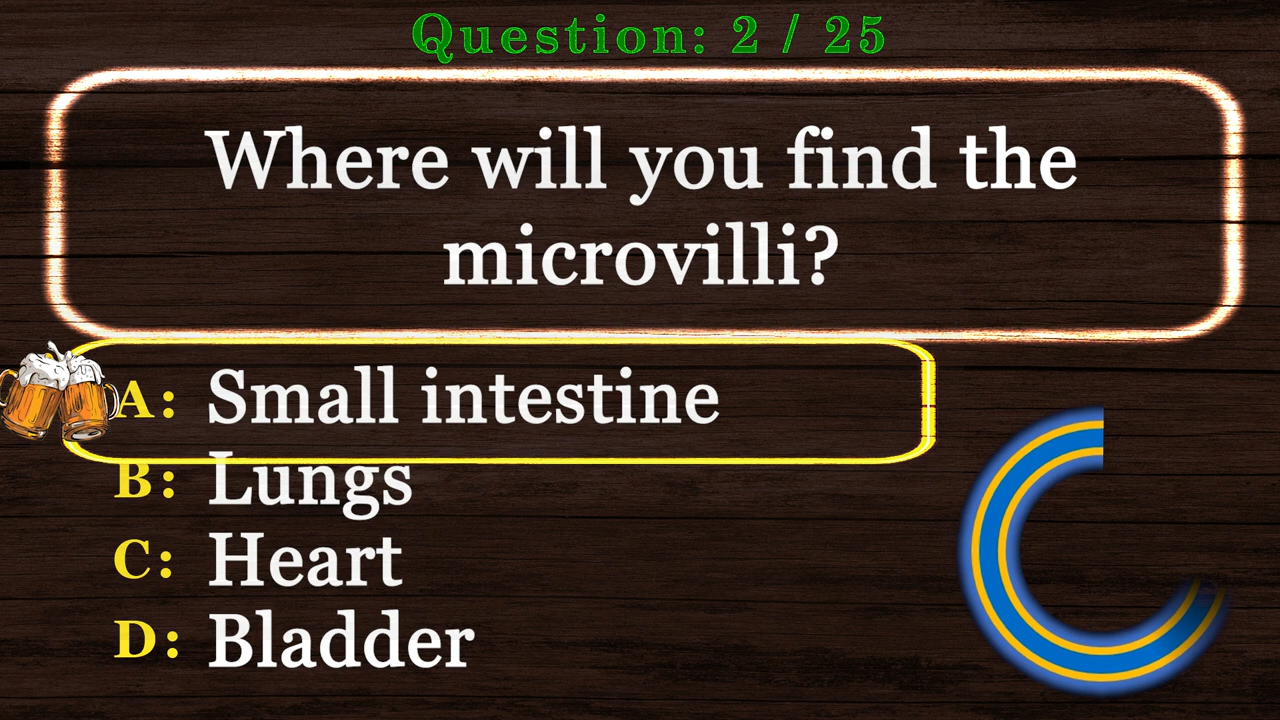 Question: 2 / 25
Where will you find the
microvilli?
A: Small intestine
B: Lungs
C: Heart
D: Bladder